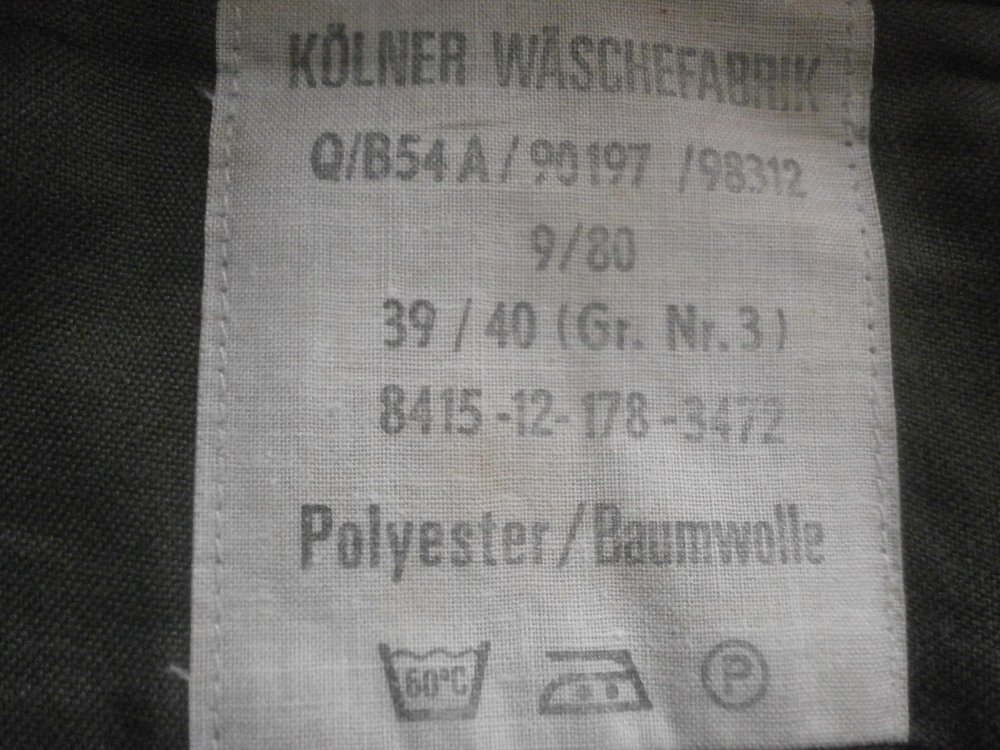 KÖLNER WÄSCHEFABRIK
Q/B54 A / 90197 / 98312
9/80
39 / 40 (Gr. Nr. 3)
8415-12-178-3472
Polyester/Baumwolle
60°C P